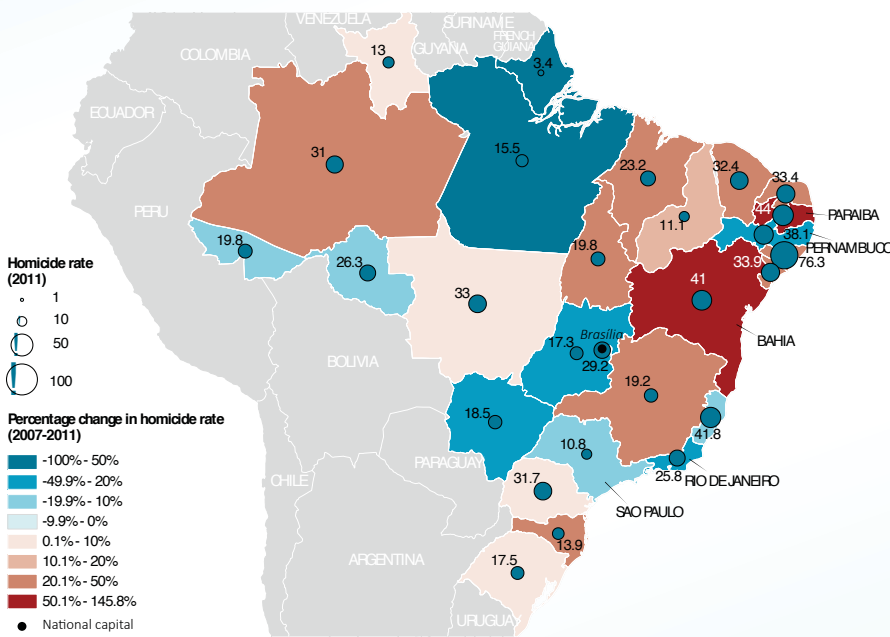 VENEZUELA
SURINAME
13
GUYANA
FRENCH
GUIANA
COLOMBIA
3.4
ECUADOR
31
15.5
23.2
32.4
33.4
PERU
44
PARAIBA
11.1
38.1
PERNAMBUCO
19.8
26.3
19.8
33.9
76.3
Homicide rate
(2011)
1
10
50
100
33
41
Brasília
17.3
29.2
BAHIA
BOLIVIA
19.2
18.5
10.8
41.8
Percentage change in homicide rate
(2007-2011)
-100% - 50%
-49.9% - 20%
-19.9% - 10%
-9.9% - 0%
0.1% - 10%
10.1% - 20%
20.1% - 50%
50.1% - 145.8%
National capital
PARAGUAY
CHILE
25.8
RIO DE JANEIRO
31.7
SAO PAULO
13.9
ARGENTINA
17.5
URUGUAY